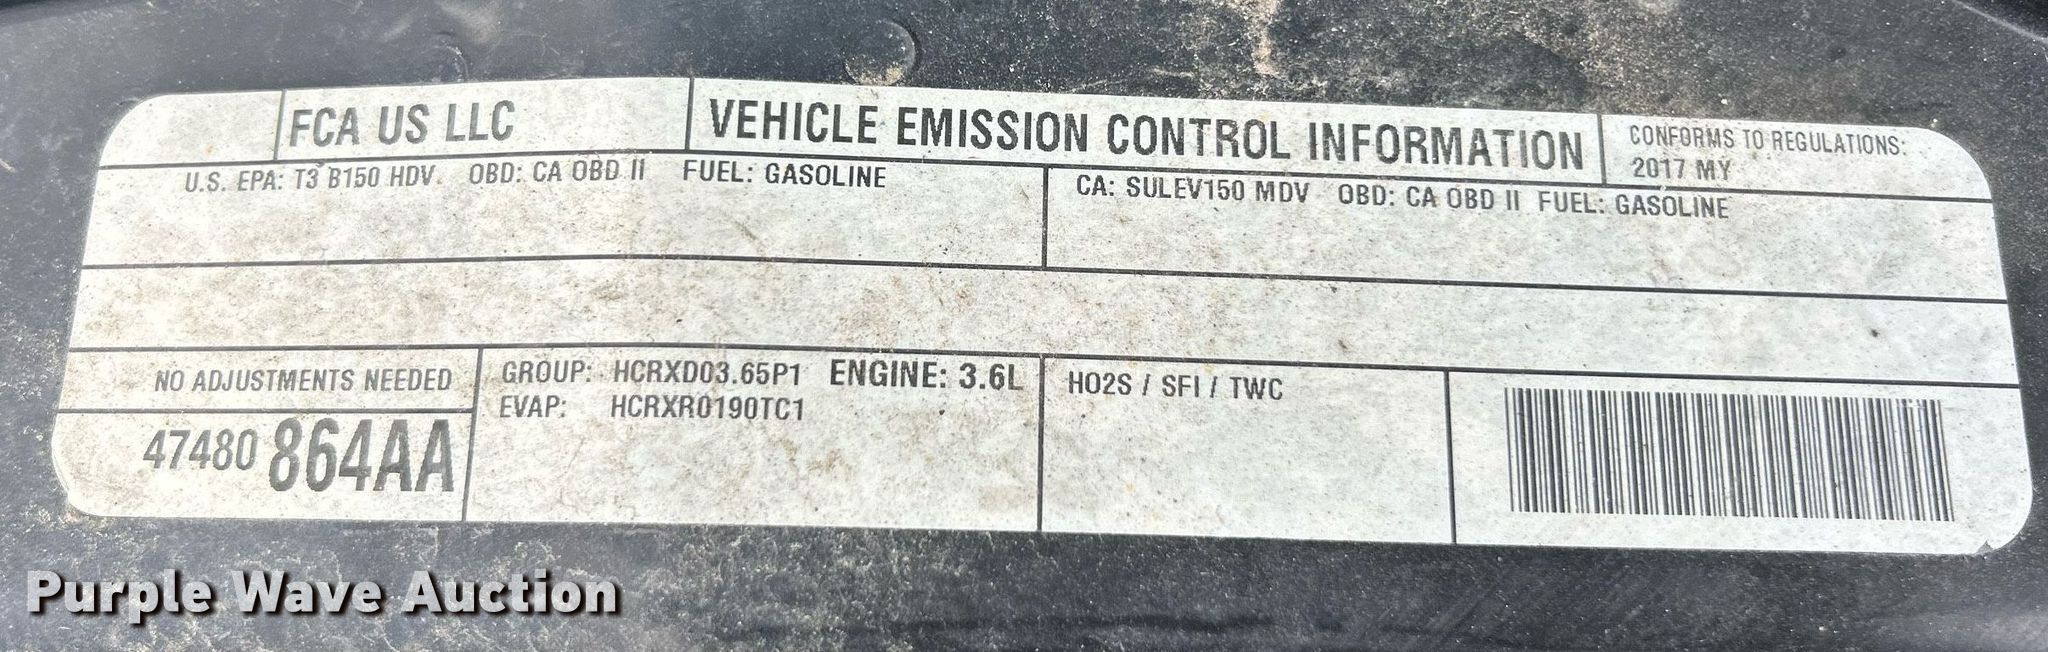 FCA US LLC
VEHICLE EMISSION CONTROL INFORMATION
CONFORMS TO REGULATIONS:
2017 MY
U.S. EPA: T3 B150 HDV OBD: CA OBD II FUEL: GASOLINE
CA: SULEV150 MDV OBD: CA OBD II FUEL: GASOLINE
NO ADJUSTMENTS NEEDED
47480 864AA
GROUP: HCRXD03.65P1 ENGINE: 3.6L
EVAP: HCRXR0190TC1
HO2S / SFI / TWC
Purple Wave Auction